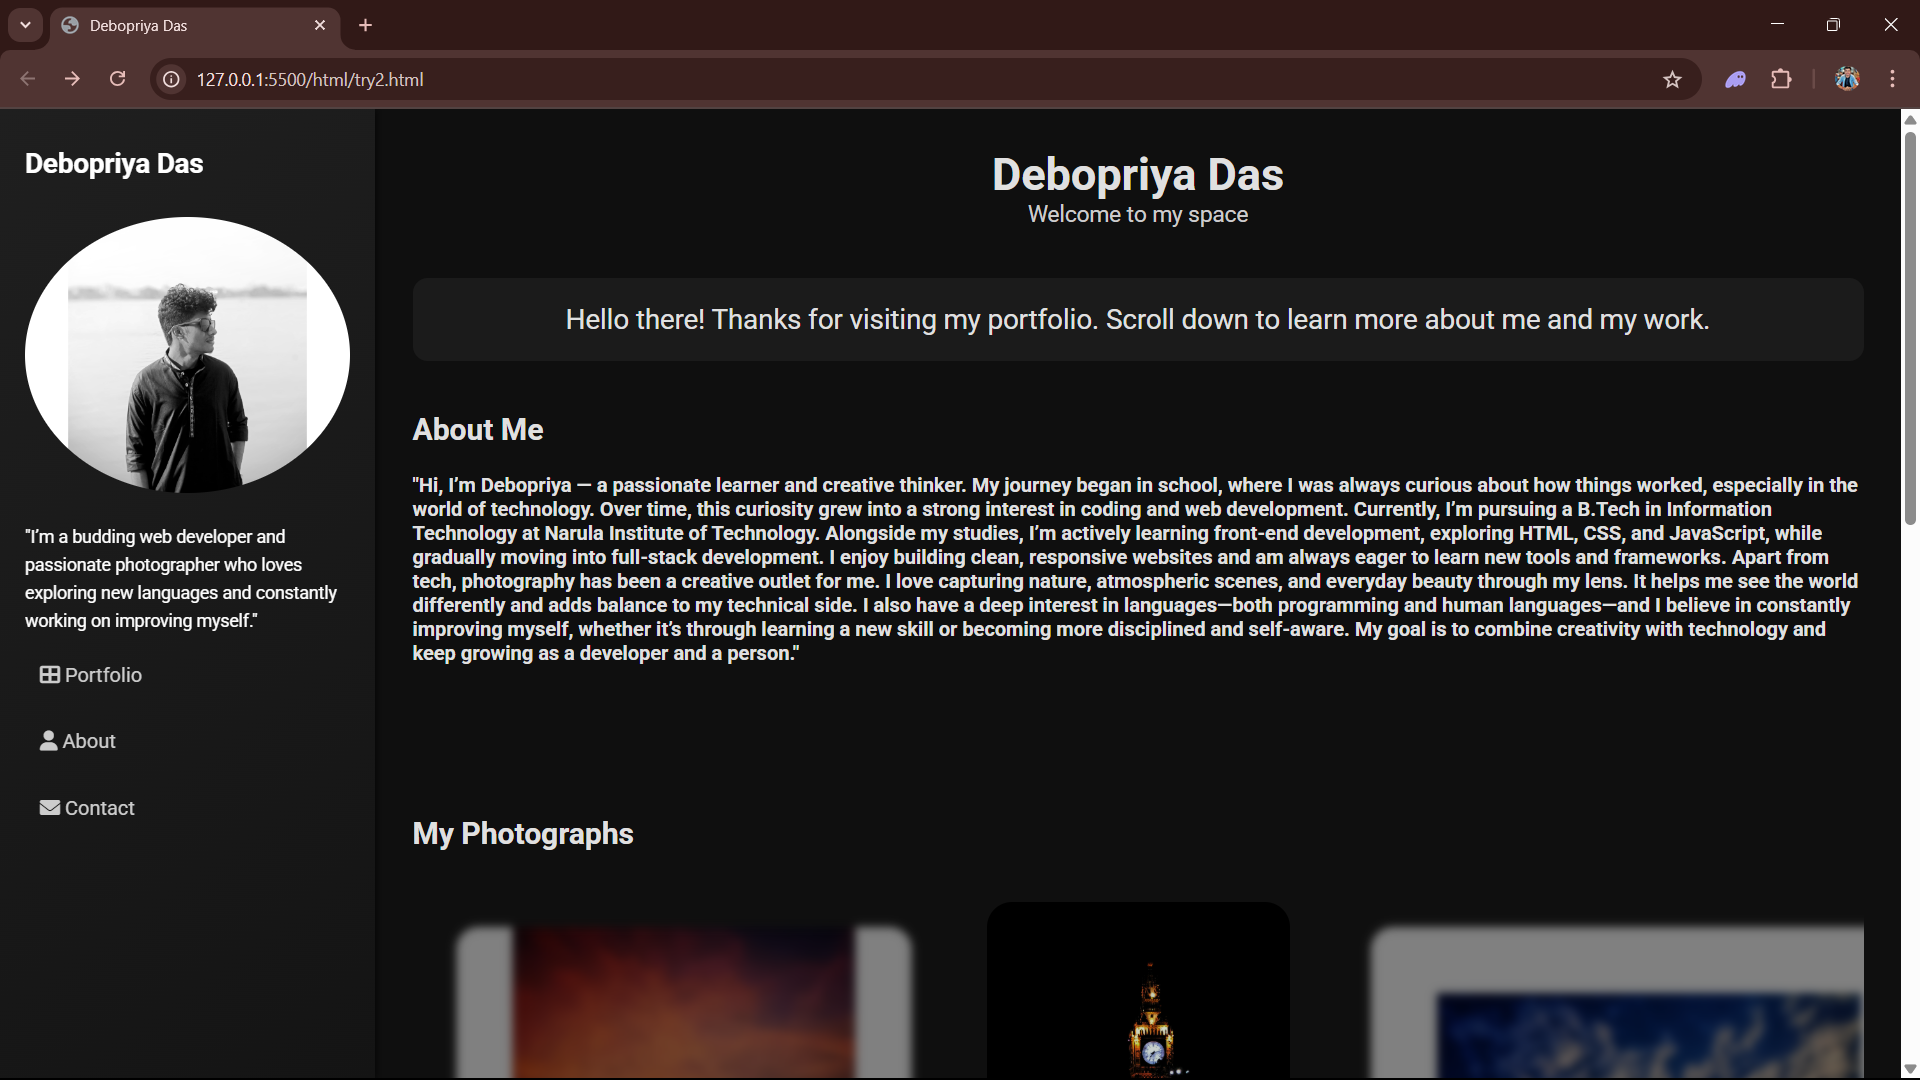 Debopriya Das
127.0.0.1:5500/html/try2.html
Debopriya Das
"I’m a budding web developer and
passionate photographer who loves
exploring new languages and constantly
working on improving myself."
Portfolio
About
Contact
Debopriya Das
Welcome to my space
Hello there! Thanks for visiting my portfolio. Scroll down to learn more about me and my work.
About Me
"Hi, I’m Debopriya — a passionate learner and creative thinker. My journey began in school, where I was always curious about how things worked, especially in the
world of technology. Over time, this curiosity grew into a strong interest in coding and web development. Currently, I’m pursuing a B.Tech in Information
Technology at Narula Institute of Technology. Alongside my studies, I’m actively learning front-end development, exploring HTML, CSS, and JavaScript, while
gradually moving into full-stack development. I enjoy building clean, responsive websites and am always eager to learn new tools and frameworks. Apart from
tech, photography has been a creative outlet for me. I love capturing nature, atmospheric scenes, and everyday beauty through my lens. It helps me see the world
differently and adds balance to my technical side. I also have a deep interest in languages—both programming and human languages—and I believe in constantly
improving myself, whether it’s through learning a new skill or becoming more disciplined and self-aware. My goal is to combine creativity with technology and
keep growing as a developer and a person."
My Photographs